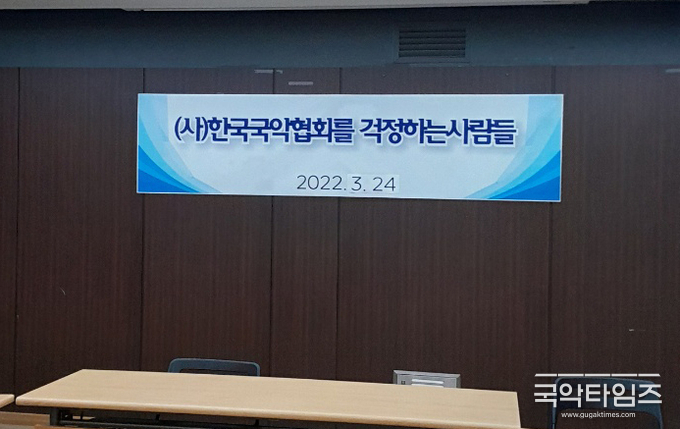 (사)한국국악협회를 걱정하는사람들
2022. 3. 24
국악타임즈
www.gugaktimes.com